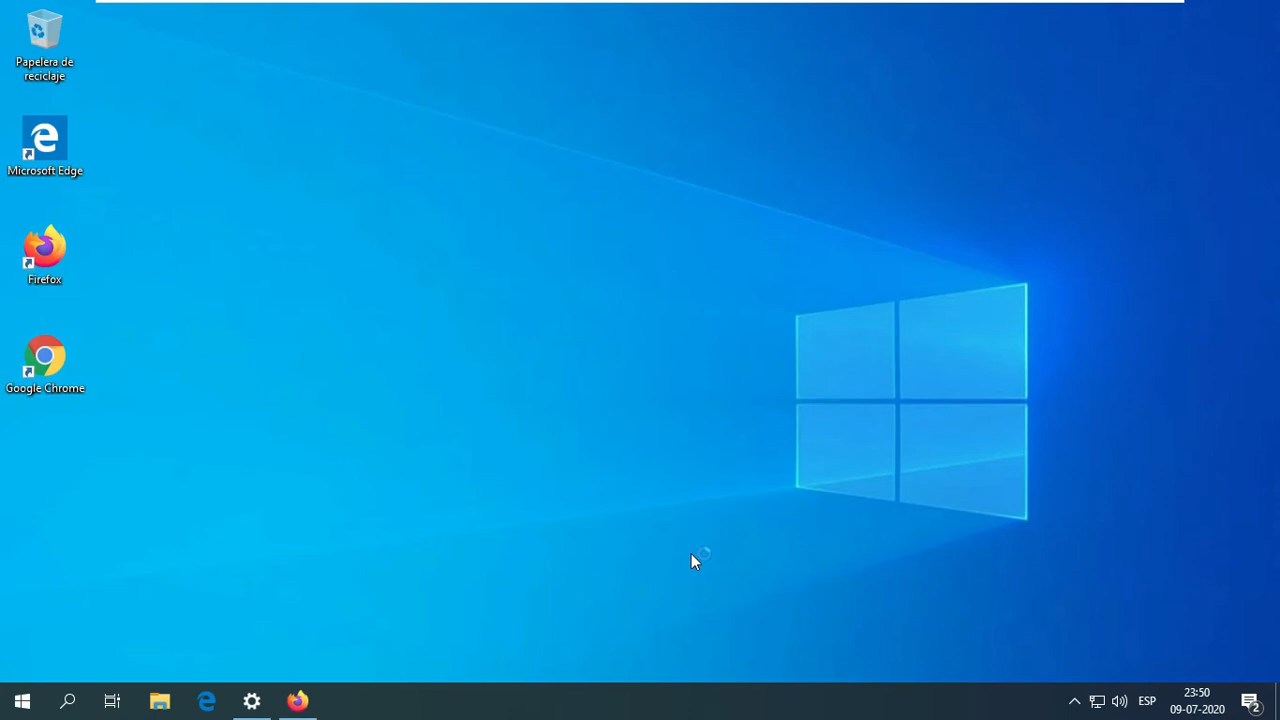 Papelera de
reciclaje
Microsoft Edge
Firefox
Google Chrome
ESP
23:50
09-07-2020
2